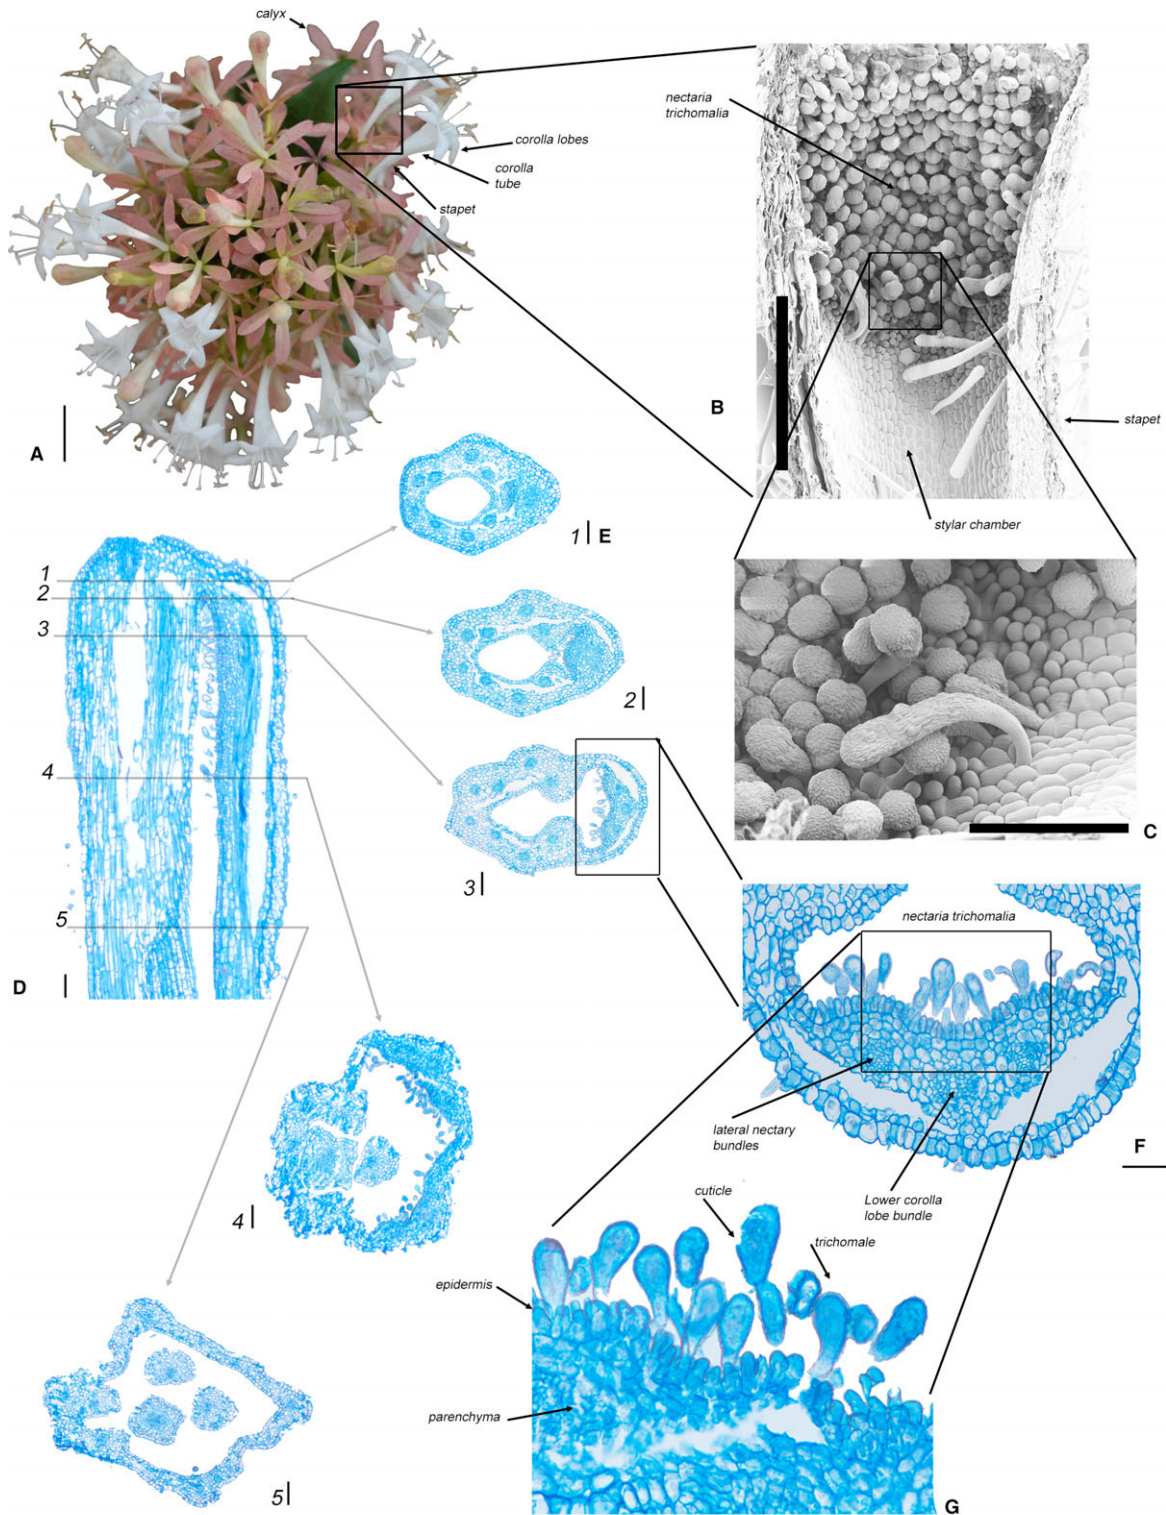 calyx
corolla lobes
corolla
tube
stapet
A
nectaria
trichomalia
B
stapet
stylar chamber
1
E
1
2
3
2
4
3
C
5
D
nectaria trichomalia
lateral nectary
bundles
F
Lower corolla
lobe bundle
4
cuticle
trichomale
epidermis
parenchyma
5
G